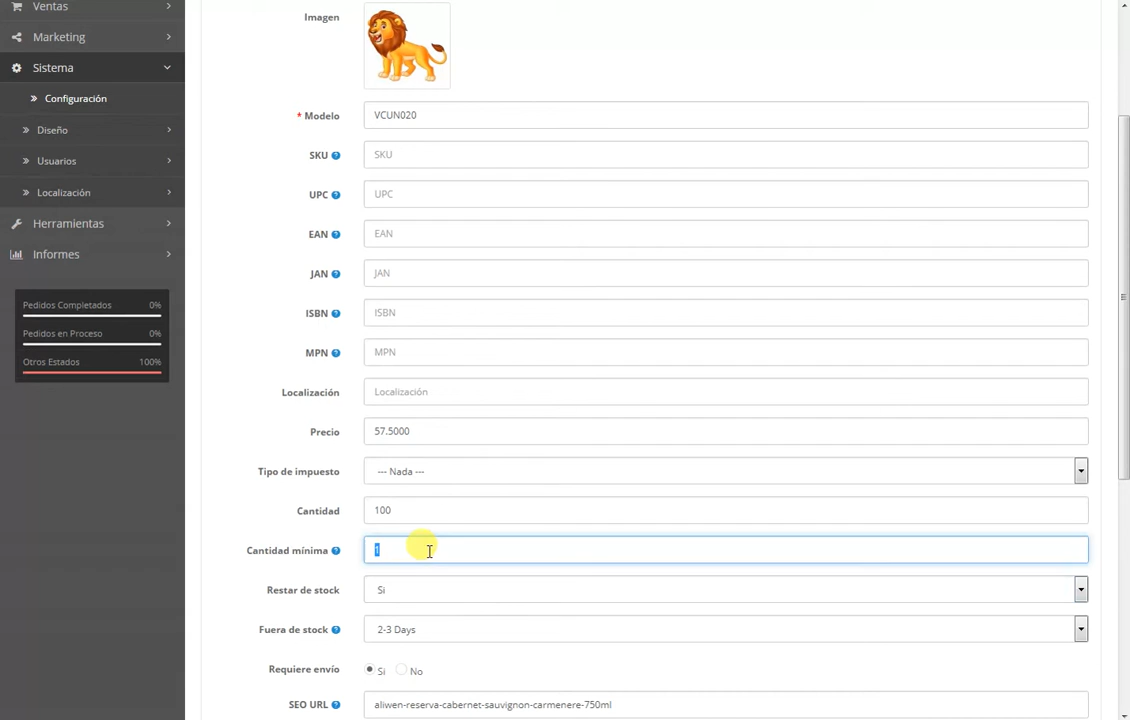 Ventas
Marketing
Sistema
Configuración
Diseño
Usuarios
Localización
Herramientas
Informes
Pedidos Completados 0%
Pedidos en Proceso 0%
Otros Estados 100%
Imagen
* Modelo VCUN020
SKU SKU
UPC UPC
EAN EAN
JAN JAN
ISBN ISBN
MPN MPN
Localización Localización
Precio 57.5000
Tipo de impuesto --- Nada ---
Cantidad 100
Cantidad mínima 1
Restar de stock Si
Fuera de stock 2-3 Days
Requiere envío Si No
SEO URL aliwen-reserva-cabernet-sauvignon-carmenere-750ml